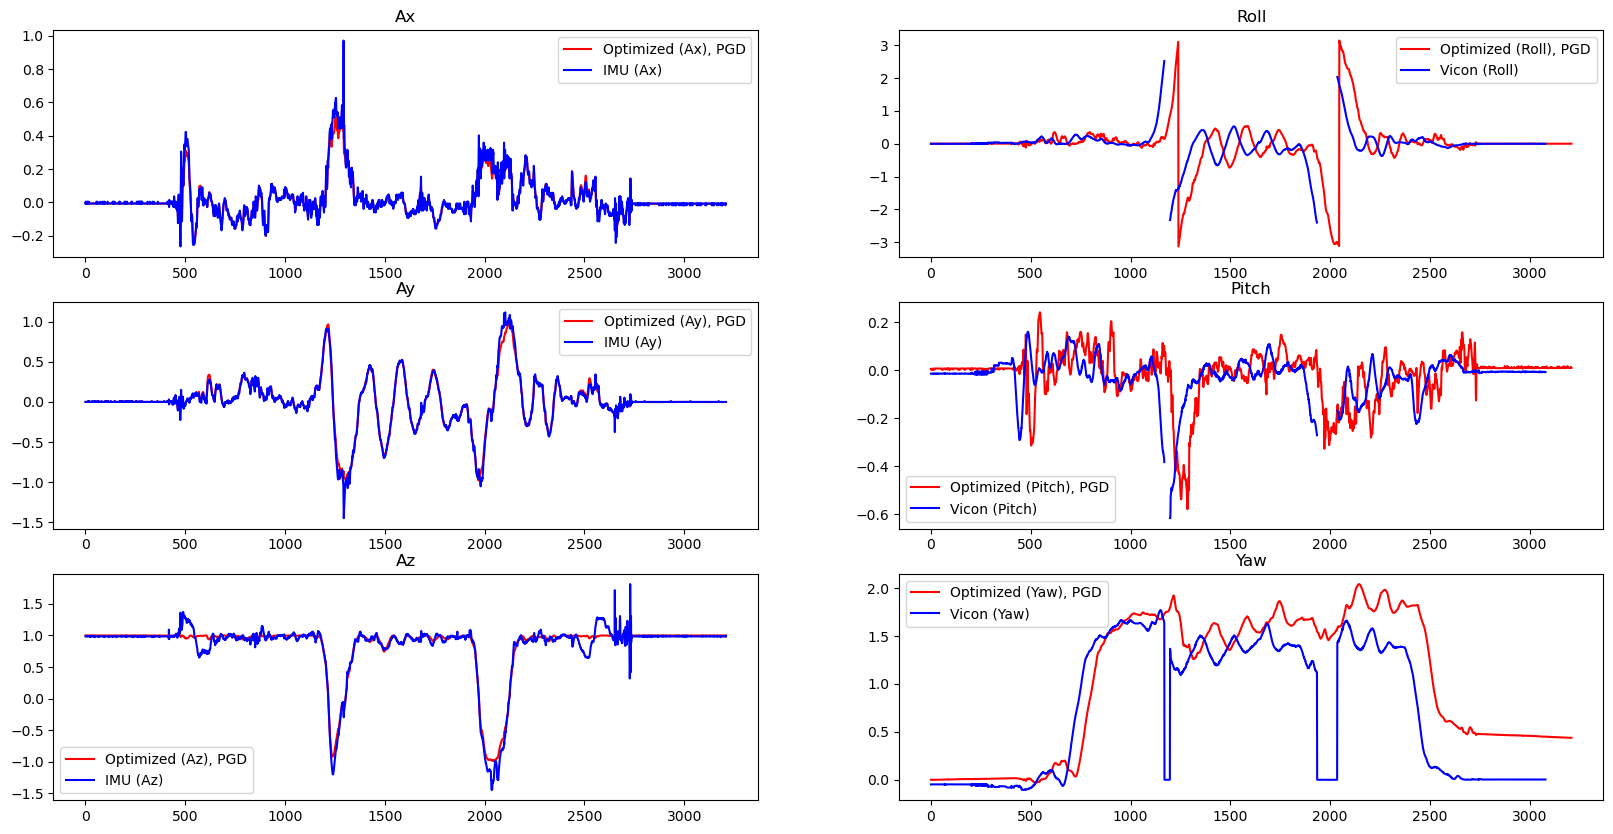 Ax
1.0
0.8
0.6
0.4
0.2
0.0
−0.2
0 500 1000 1500 2000 2500 3000
Optimized (Ax), PGD
IMU (Ax)
Roll
3
2
1
0
−1
−2
−3
0 500 1000 1500 2000 2500 3000
Optimized (Roll), PGD
Vicon (Roll)
Ay
1.0
0.5
0.0
−0.5
−1.0
−1.5
0 500 1000 1500 2000 2500 3000
Optimized (Ay), PGD
IMU (Ay)
Pitch
0.2
0.0
−0.2
−0.4
−0.6
0 500 1000 1500 2000 2500 3000
Optimized (Pitch), PGD
Vicon (Pitch)
Az
1.5
1.0
0.5
0.0
−0.5
−1.0
−1.5
0 500 1000 1500 2000 2500 3000
Optimized (Az), PGD
IMU (Az)
Yaw
2.0
1.5
1.0
0.5
0.0
0 500 1000 1500 2000 2500 3000
Optimized (Yaw), PGD
Vicon (Yaw)